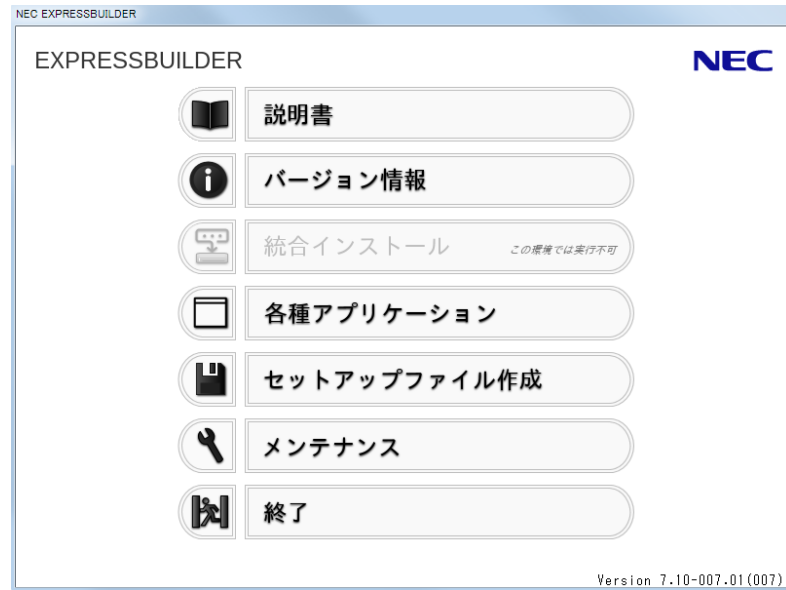 NEC EXPRESSBUILDER
EXPRESSBUILDER
NEC
説明書
バージョン情報
統合インストール この環境では実行不可
各種アプリケーション
セットアップファイル作成
メンテナンス
終了
Version 7.10-007.01(007)